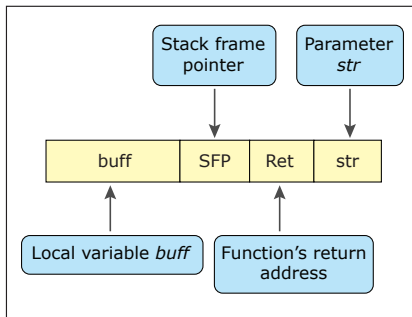 Stack frame
pointer
Parameter
str
buff
SFP
Ret
str
Local variable buff
Function's return
address